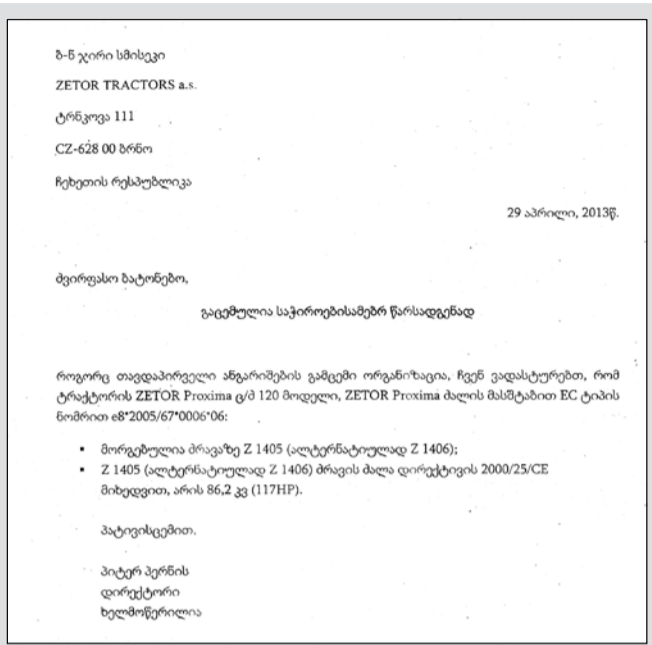 ბ-ნ ჯირი სმისეკი
ZETOR TRACTORS a.s.
ტრნკოვა 111
CZ-628 00 ბრნო
ჩეხეთის რესპუბლიკა
29 აპრილი, 2013წ.
ძვირფასო ბატონებო,
გაცემულია საჭიროებისამებრ წარსადგენად
როგორც თავდაპირველი ანგარიშების გამცემი ორგანიზაცია, ჩვენ ვადასტურებთ, რომ
ტრაქტორის ZETOR Proxima ც/ძ 120 მოდელი, ZETOR Proxima ძალის მასშტაბით EC ტიპის
ნომრით e8*2005/67*0006*06:
▪ მორგებულია ძრავაზე Z 1405 (ალტერნატიულად Z 1406);
▪ Z 1405 (ალტერნატიულად Z 1406) ძრავის ძალა დირექტივის 2000/25/CE
მიხედვით, არის 86,2 კვ (117HP).
პატივისცემით.
პიტერ პერნის
დირექტორი
ხელმოწერილია